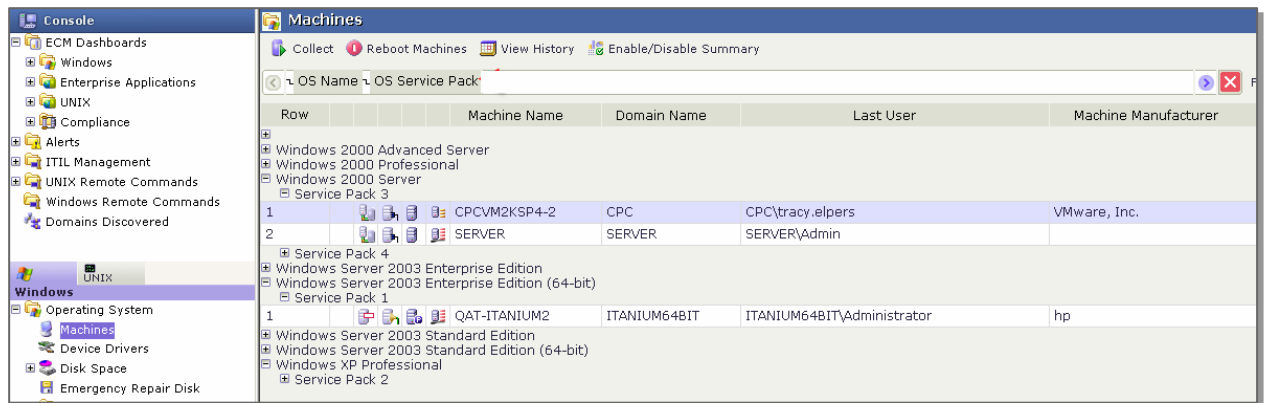 Console
ECM Dashboards
Windows
Enterprise Applications
UNIX
Compliance
Alerts
ITIL Management
UNIX Remote Commands
Windows Remote Commands
Domains Discovered
UNIX
Windows
Operating System
Machines
Device Drivers
Disk Space
Emergency Repair Disk
Machines
Collect Reboot Machines View History Enable/Disable Summary
OS Name OS Service Pack
Row Machine Name Domain Name Last User Machine Manufacturer
Windows 2000 Advanced Server
Windows 2000 Professional
Windows 2000 Server
Service Pack 3
1 CPCVM2KSP4-2 CPC CPC\tracy.elpers VMware, Inc.
2 SERVER SERVER SERVER\Admin
Service Pack 4
Windows Server 2003 Enterprise Edition
Windows Server 2003 Enterprise Edition (64-bit)
Service Pack 1
1 QAT-ITANIUM2 ITANIUM64BIT ITANIUM64BIT\Administrator hp
Windows Server 2003 Standard Edition
Windows Server 2003 Standard Edition (64-bit)
Windows XP Professional
Service Pack 2